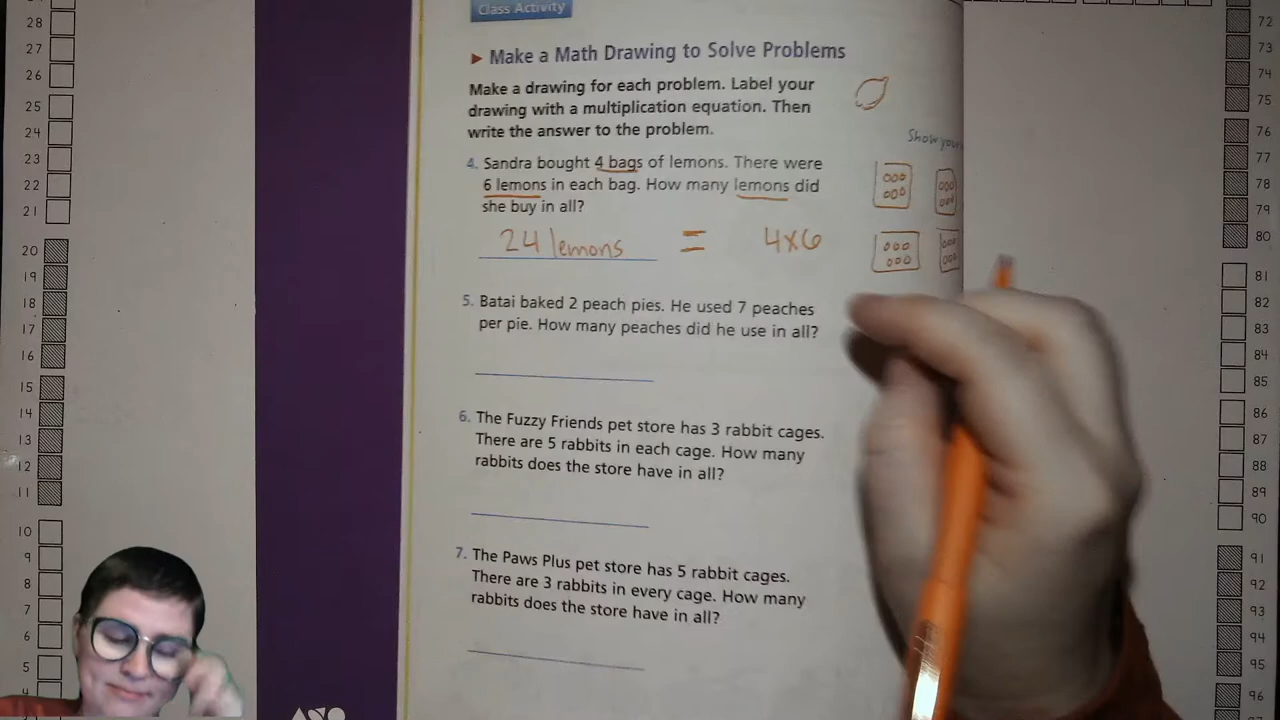 Class Activity
► Make a Math Drawing to Solve Problems
Make a drawing for each problem. Label your
drawing with a multiplication equation. Then
write the answer to the problem.
Show your
4. Sandra bought 4 bags of lemons. There were
6 lemons in each bag. How many lemons did
she buy in all?
24 lemons = 4x6
5. Batai baked 2 peach pies. He used 7 peaches
per pie. How many peaches did he use in all?
6. The Fuzzy Friends pet store has 3 rabbit cages.
There are 5 rabbits in each cage. How many
rabbits does the store have in all?
7. The Paws Plus pet store has 5 rabbit cages.
There are 3 rabbits in every cage. How many
rabbits does the store have in all?
28
27
26
25
24
23
22
21
20
19
18
17
16
15
14
13
12
11
10
9
8
7
6
5
72
73
74
75
76
77
78
79
80
81
82
83
84
85
86
87
88
89
90
91
92
93
94
95
96